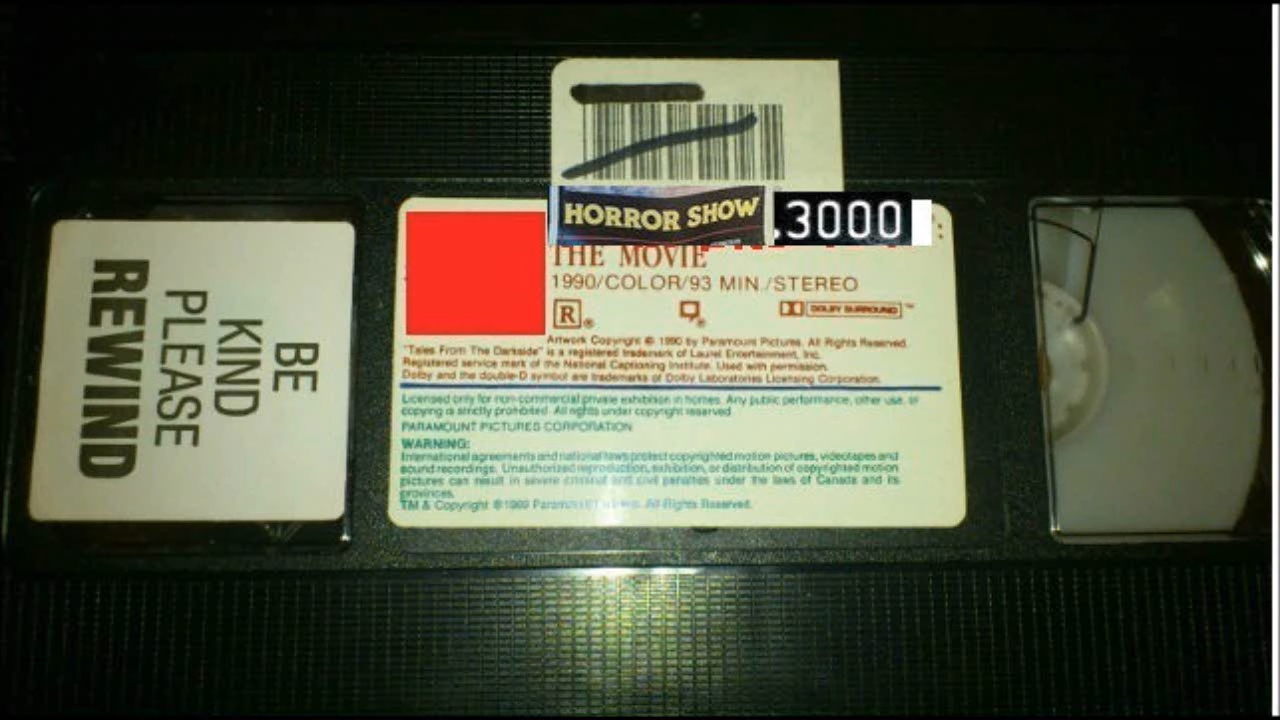 BE
KIND
PLEASE
REWIND
HORROR SHOW
.3000
THE MOVIE
1990/COLOR/93 MIN./STEREO
R ®
DOLBY SURROUND ™
Artwork Copyright © 1990 by Paramount Pictures. All Rights Reserved.
"Tales From The Darkside" is a registered trademark of Laurel Entertainment, Inc.
Registered service mark of the National Captioning Institute. Used with permission.
Dolby and the double-D symbol are trademarks of Dolby Laboratories Licensing Corporation.
Licensed only for non-commercial private exhibition in homes. Any public performance, other use, or
copying is strictly prohibited. All rights under copyright reserved
PARAMOUNT PICTURES CORPORATION
WARNING:
International agreements and national laws protect copyrighted motion pictures, videotapes and
sound recordings. Unauthorized reproduction, exhibition, or distribution of copyrighted motion
pictures can result in severe criminal and civil penalties under the laws of Canada and its
provinces.
TM & Copyright ©1989 Paramount Pictures. All Rights Reserved.